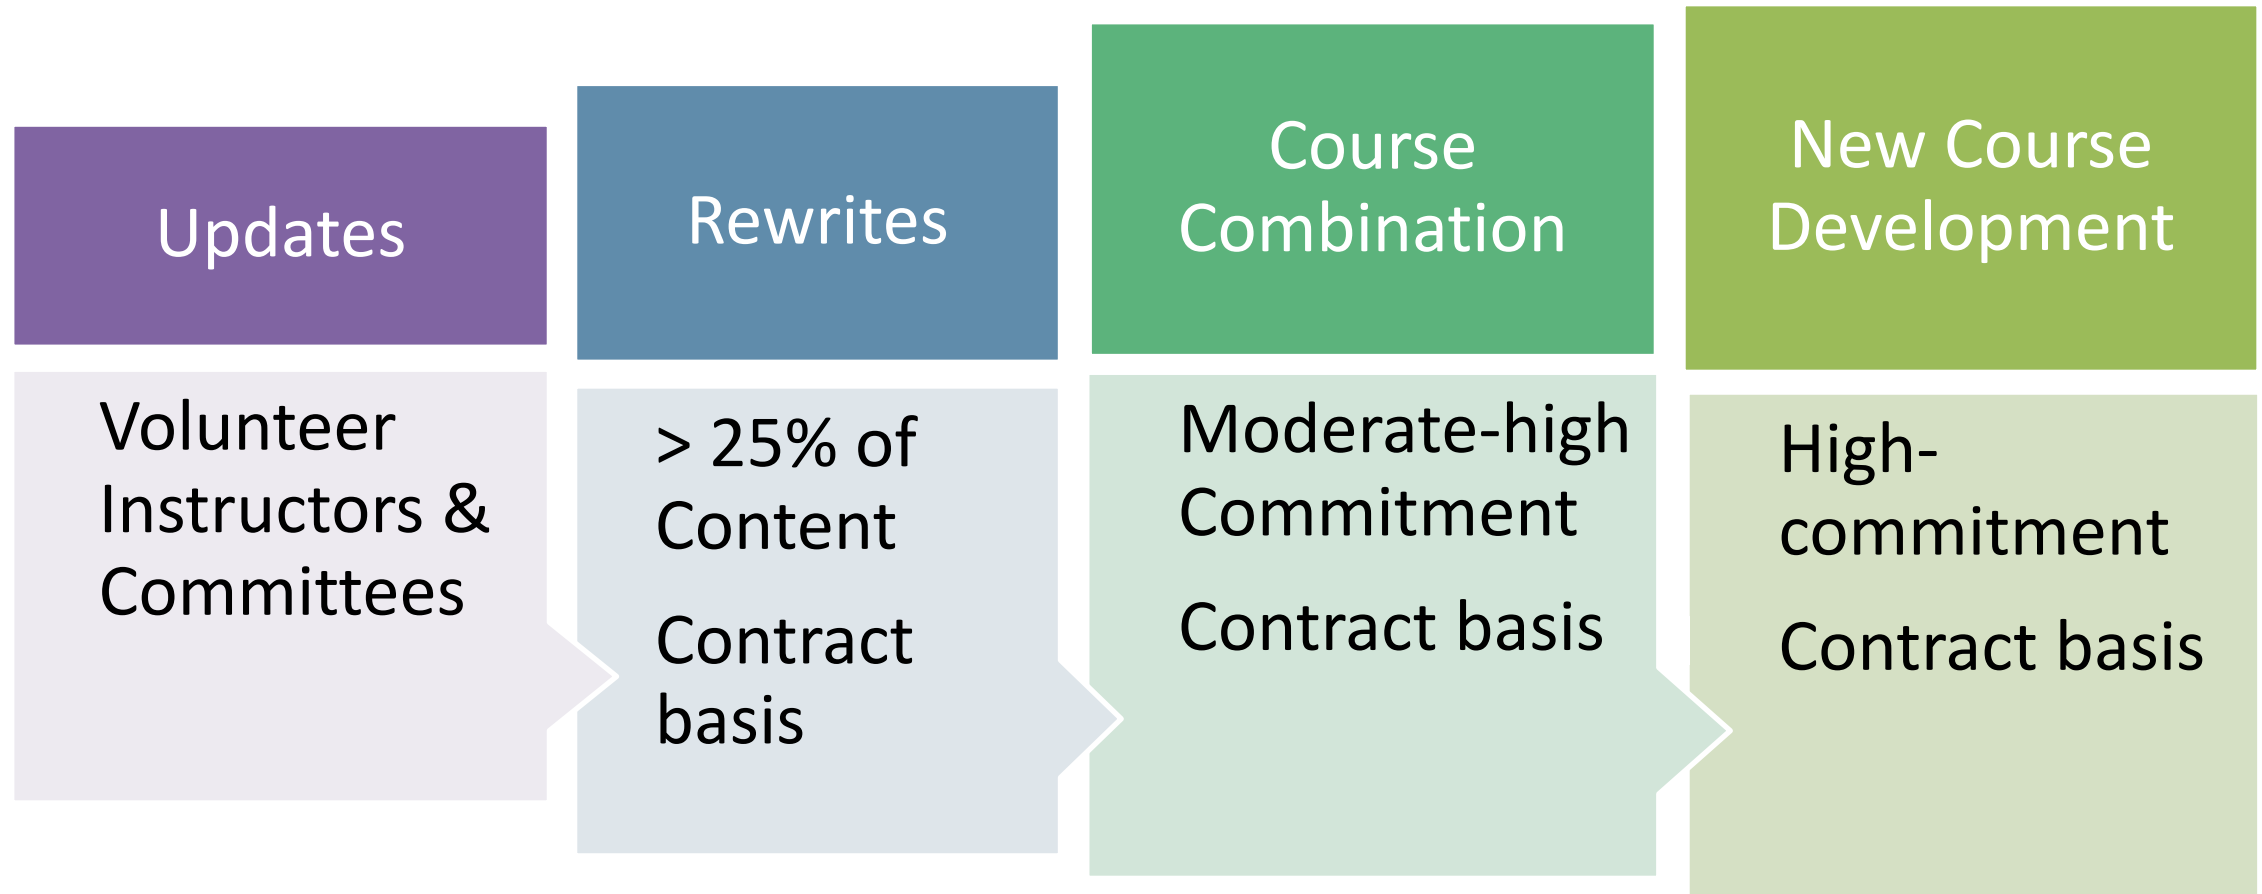 Updates
Volunteer
Instructors &
Committees
Rewrites
> 25% of
Content
Contract
basis
Course
Combination
Moderate-high
Commitment
Contract basis
New Course
Development
High-
commitment
Contract basis